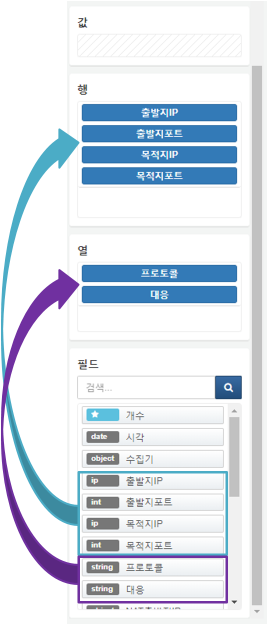 값
행
출발지IP
출발지포트
목적지IP
목적지포트
열
프로토콜
대응
필드
검색...
개수
date 시각
object 수집기
ip 출발지IP
int 출발지포트
ip 목적지IP
int 목적지포트
string 프로토콜
string 대응